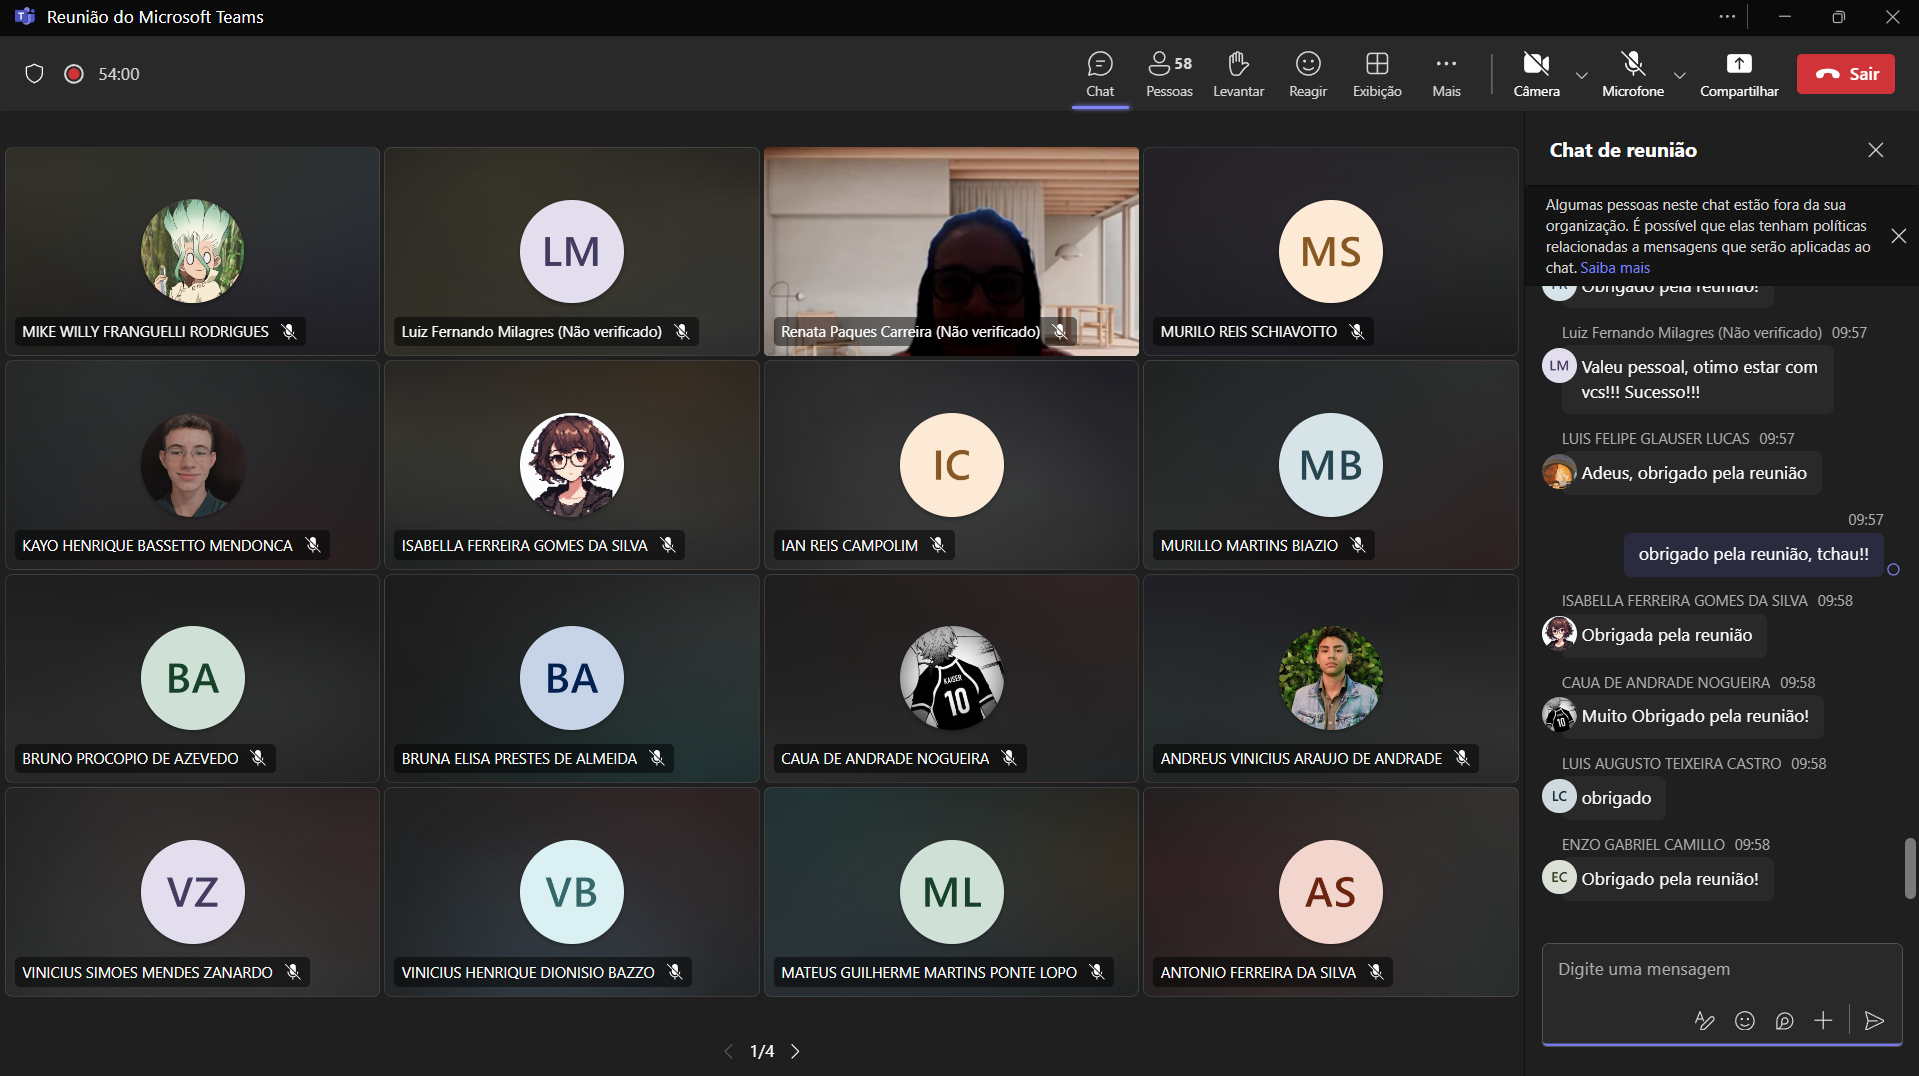 Reunião do Microsoft Teams
54:00
Chat
58
Pessoas
Levantar
Reagir
Exibição
Mais
Câmera
Microfone
Compartilhar
Sair
MIKE WILLY FRANGUELLI RODRIGUES
LM
Luiz Fernando Milagres (Não verificado)
Renata Paques Carreira (Não verificado)
MS
MURILO REIS SCHIAVOTTO
KAYO HENRIQUE BASSETTO MENDONCA
ISABELLA FERREIRA GOMES DA SILVA
IC
IAN REIS CAMPOLIM
MB
MURILLO MARTINS BIAZIO
BA
BRUNO PROCOPIO DE AZEVEDO
BA
BRUNA ELISA PRESTES DE ALMEIDA
KAISER
10
CAUA DE ANDRADE NOGUEIRA
ANDREUS VINICIUS ARAUJO DE ANDRADE
VZ
VINICIUS SIMOES MENDES ZANARDO
VB
VINICIUS HENRIQUE DIONISIO BAZZO
ML
MATEUS GUILHERME MARTINS PONTE LOPO
AS
ANTONIO FERREIRA DA SILVA
1/4
Chat de reunião
Algumas pessoas neste chat estão fora da sua
organização. É possível que elas tenham políticas
relacionadas a mensagens que serão aplicadas ao
chat. Saiba mais
Obrigado pela reunião!
Luiz Fernando Milagres (Não verificado) 09:57
LM
Valeu pessoal, otimo estar com
vcs!!! Sucesso!!!
LUIS FELIPE GLAUSER LUCAS 09:57
Adeus, obrigado pela reunião
09:57
obrigado pela reunião, tchau!!
ISABELLA FERREIRA GOMES DA SILVA 09:58
Obrigada pela reunião
CAUA DE ANDRADE NOGUEIRA 09:58
Muito Obrigado pela reunião!
LUIS AUGUSTO TEIXEIRA CASTRO 09:58
LC
obrigado
ENZO GABRIEL CAMILLO 09:58
EC
Obrigado pela reunião!
Digite uma mensagem